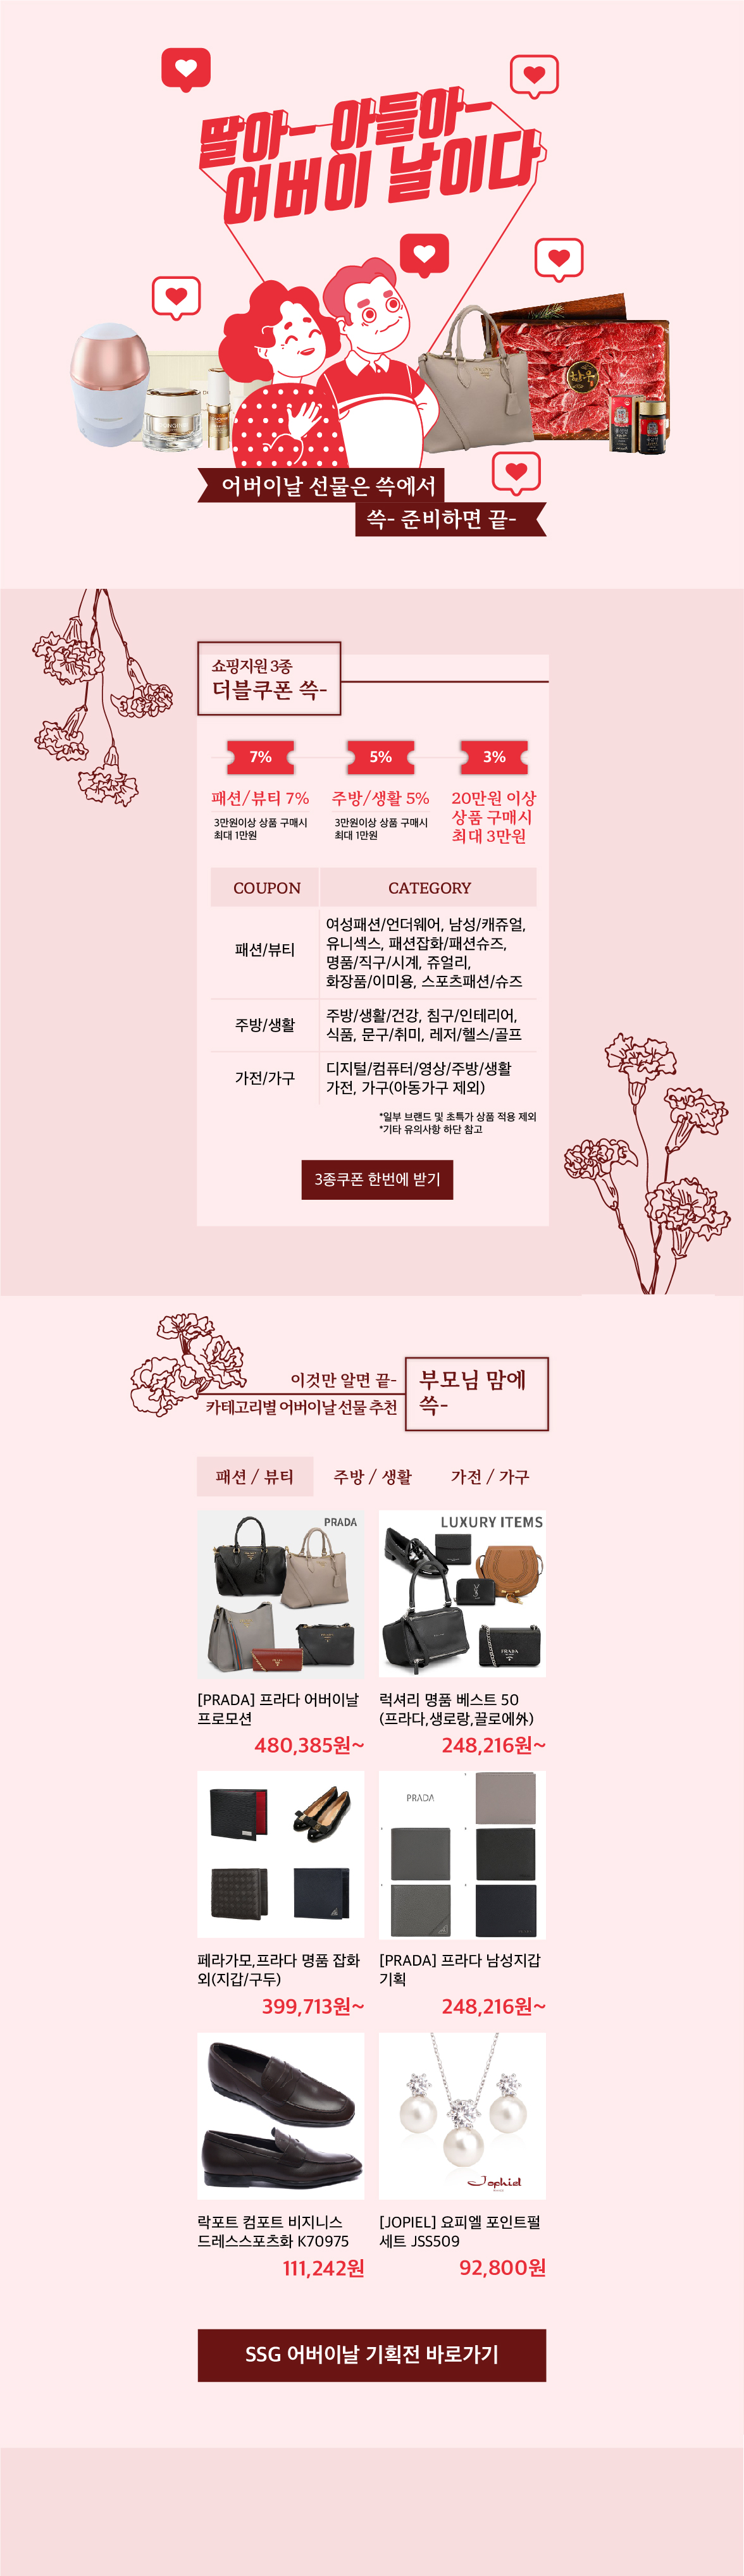 딸아- 아들아-
어버이 날이다
PRADA
한우
어버이날 선물은 쓱에서
쓱- 준비하면 끝-
쇼핑지원 3종
더블쿠폰 쓱-
7%
5%
3%
패션/뷰티 7%
3만원이상 상품 구매시
최대 1만원
주방/생활 5%
3만원이상 상품 구매시
최대 1만원
20만원 이상
상품 구매시
최대 3만원
COUPON
CATEGORY
패션/뷰티
여성패션/언더웨어, 남성/캐쥬얼,
유니섹스, 패션잡화/패션슈즈,
명품/직구/시계, 쥬얼리,
화장품/이미용, 스포츠패션/슈즈
주방/생활
주방/생활/건강, 침구/인테리어,
식품, 문구/취미, 레저/헬스/골프
가전/가구
디지털/컴퓨터/영상/주방/생활
가전, 가구(아동가구 제외)
*일부 브랜드 및 초특가 상품 적용 제외
*기타 유의사항 하단 참고
3종쿠폰 한번에 받기
이것만 알면 끝-
카테고리별 어버이날 선물 추천
부모님 맘에
쓱-
패션 / 뷰티
주방 / 생활
가전 / 가구
PRADA
[PRADA] 프라다 어버이날
프로모션
480,385원~
LUXURY ITEMS
PRADA
럭셔리 명품 베스트 50
(프라다,생로랑,끌로에外)
248,216원~
페라가모,프라다 명품 잡화
외(지갑/구두)
399,713원~
PRADA
[PRADA] 프라다 남성지갑
기획
248,216원~
락포트 컴포트 비지니스
드레스스포츠화 K70975
111,242원
Jophiel
[JOPIEL] 요피엘 포인트펄
세트 JSS509
92,800원
SSG 어버이날 기획전 바로가기